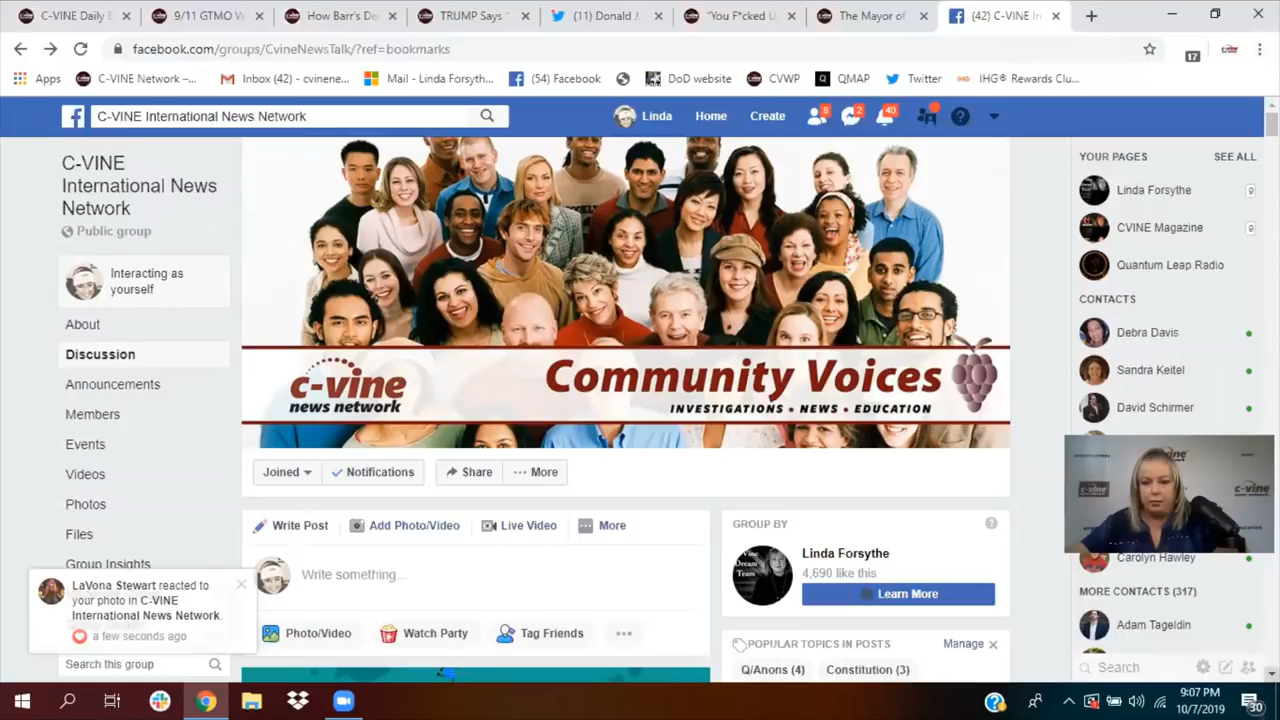 C-VINE Daily
9/11 GTMO W
How Barr's De
TRUMP Says
(11) Donald J
"You F*cked U
The Mayor of
(42) C-VINE In
facebook.com/groups/CvineNewsTalk/?ref=bookmarks
17
Apps
C-VINE Network –...
Inbox (42) - cvinene...
Mail - Linda Forsyth...
(54) Facebook
DoD website
CVWP
QMAP
Twitter
IHG® Rewards Clu...
C-VINE International News Network
Linda
Home
Create
8
2
40
C-VINE
International News
Network
Public group
Interacting as
yourself
About
Discussion
Announcements
Members
Events
Videos
Photos
Files
Group Insights
LaVona Stewart reacted to
your photo in C-VINE
International News Network.
a few seconds ago
Search this group
c-vine
news network
Community Voices
INVESTIGATIONS • NEWS • EDUCATION
Joined
Notifications
Share
More
Write Post
Add Photo/Video
Live Video
More
Write something...
Photo/Video
Watch Party
Tag Friends
GROUP BY
Linda Forsythe
4,690 like this
Learn More
POPULAR TOPICS IN POSTS
Manage
Q/Anons (4)
Constitution (3)
YOUR PAGES
SEE ALL
Linda Forsythe
CVINE Magazine
Quantum Leap Radio
CONTACTS
Debra Davis
Sandra Keitel
David Schirmer
c-vine
Carolyn Hawley
MORE CONTACTS (317)
Adam Tageldin
Search
9:07 PM
10/7/2019
30